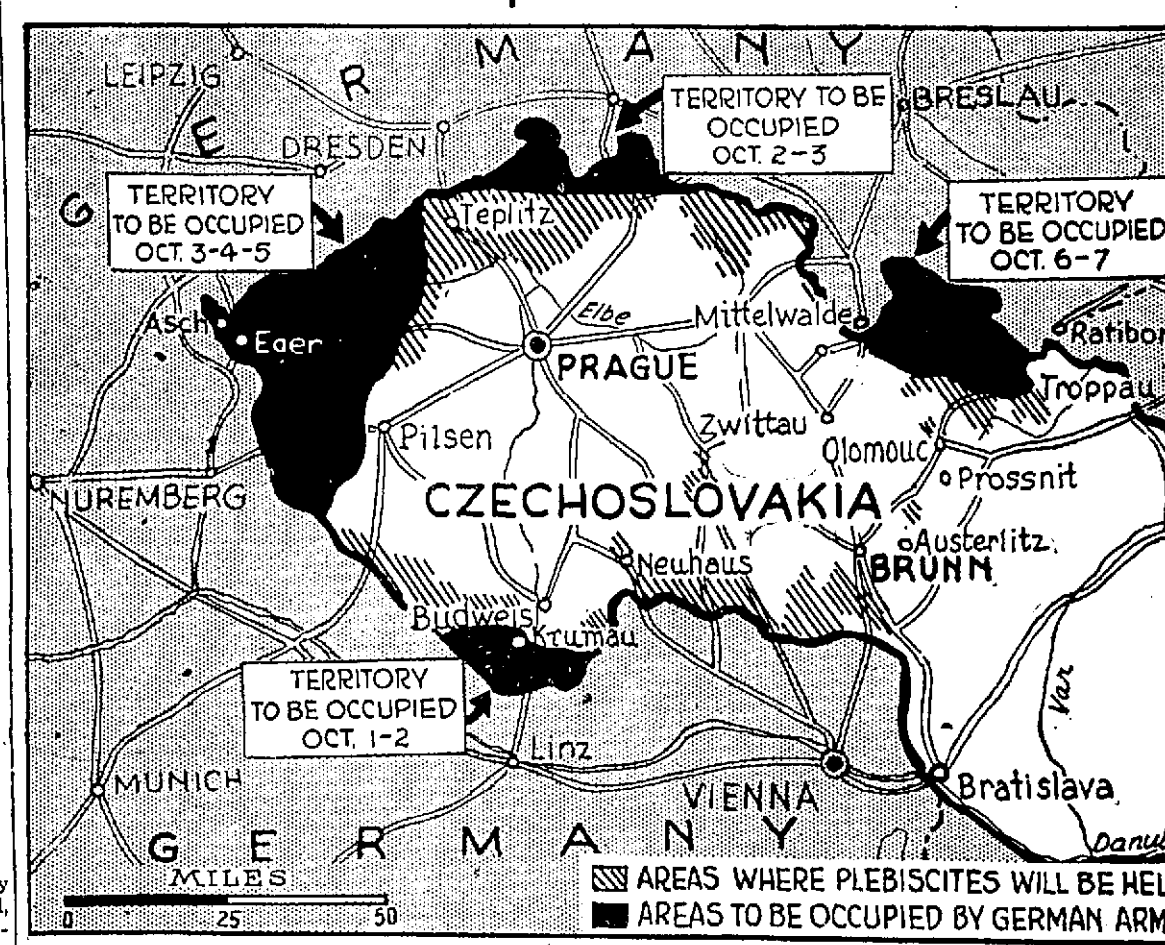 G E R M A N Y
LEIPZIG
DRESDEN
BRESLAU
TERRITORY TO BE
OCCUPIED
OCT. 2-3
TERRITORY
TO BE OCCUPIED
OCT. 3-4-5
TERRITORY
TO BE OCCUPIED
OCT. 6-7
Teplitz
Asch
Eger
Elbe
Mittelwalde
Ratibor
PRAGUE
Troppau
Pilsen
Zwittau
Olomouc
Prossnit
NUREMBERG
CZECHOSLOVAKIA
Austerlitz
Neuhaus
BRUNN
Budweis
Krumau
TERRITORY
TO BE OCCUPIED
OCT. 1-2
Var
Linz
MUNICH
VIENNA
Bratislava
Danu
G E R M A N Y
MILES
0 25 50
AREAS WHERE PLEBISCITES WILL BE HEL
AREAS TO BE OCCUPIED BY GERMAN ARM